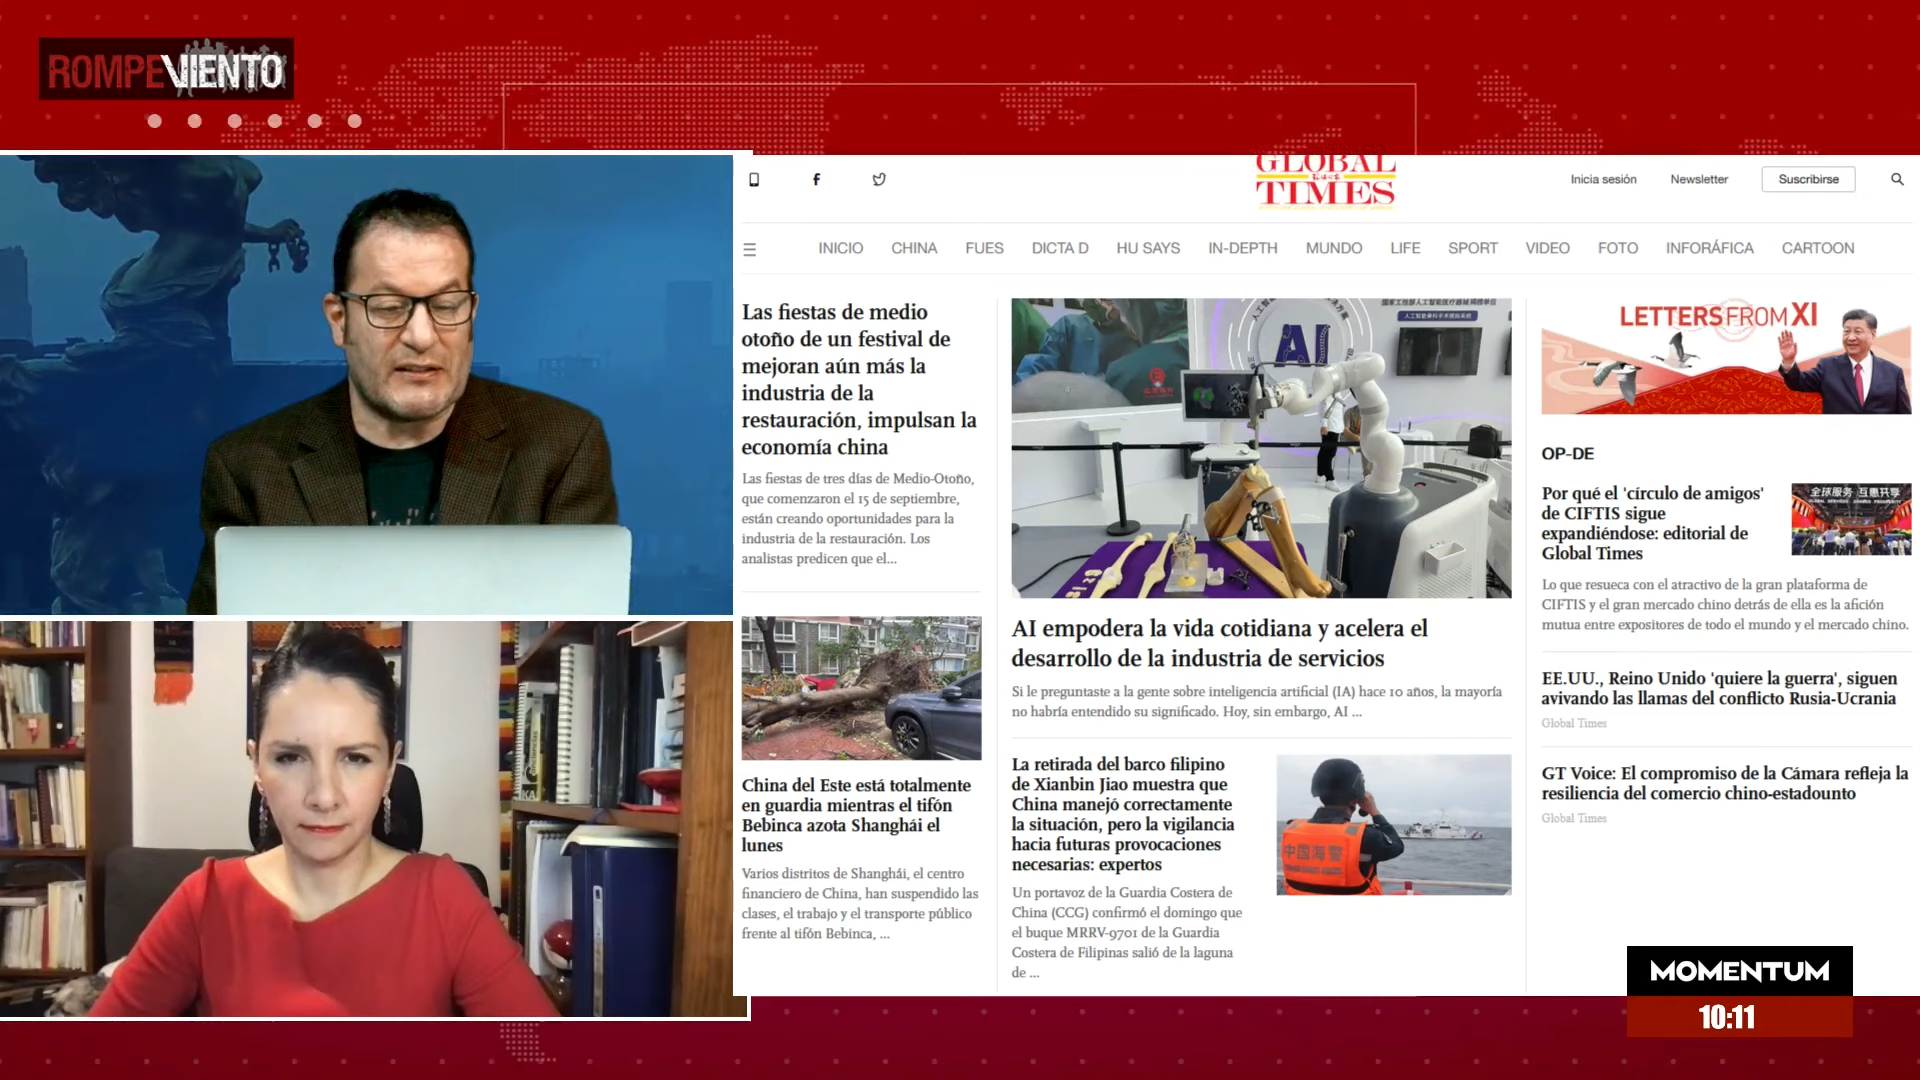 ROMPEVIENTO
GLOBAL
TIMES
Inicia sesión
Newsletter
Suscribirse
INICIO
CHINA
FUES
DICTA D
HU SAYS
IN-DEPTH
MUNDO
LIFE
SPORT
VIDEO
FOTO
INFORÁFICA
CARTOON
Las fiestas de medio
otoño de un festival de
mejoran aún más la
industria de la
restauración, impulsan la
economía china
Las fiestas de tres días de Medio-Otoño,
que comenzaron el 15 de septiembre,
están creando oportunidades para la
industria de la restauración. Los
analistas predicen que el...
China del Este está totalmente
en guardia mientras el tifón
Bebinca azota Shanghái el
lunes
Varios distritos de Shanghái, el centro
financiero de China, han suspendido las
clases, el trabajo y el transporte público
frente al tifón Bebinca, ...
AI
AI empodera la vida cotidiana y acelera el
desarrollo de la industria de servicios
Si le preguntaste a la gente sobre inteligencia artificial (IA) hace 10 años, la mayoría
no habría entendido su significado. Hoy, sin embargo, AI ...
La retirada del barco filipino
de Xianbin Jiao muestra que
China manejó correctamente
la situación, pero la vigilancia
hacia futuras provocaciones
necesarias: expertos
Un portavoz de la Guardia Costera de
China (CCG) confirmó el domingo que
el buque MRRV-9701 de la Guardia
Costera de Filipinas salió de la laguna
de ...
中国海警
LETTERS FROM XI
OP-DE
Por qué el 'círculo de amigos'
de CIFTIS sigue
expandiéndose: editorial de
Global Times
全球服务 互惠共享
Lo que resueca con el atractivo de la gran plataforma de
CIFTIS y el gran mercado chino detrás de ella es la afición
mutua entre expositores de todo el mundo y el mercado chino.
EE.UU., Reino Unido 'quiere la guerra', siguen
avivando las llamas del conflicto Rusia-Ucrania
Global Times
GT Voice: El compromiso de la Cámara refleja la
resiliencia del comercio chino-estadounto
Global Times
MOMENTUM
10:11